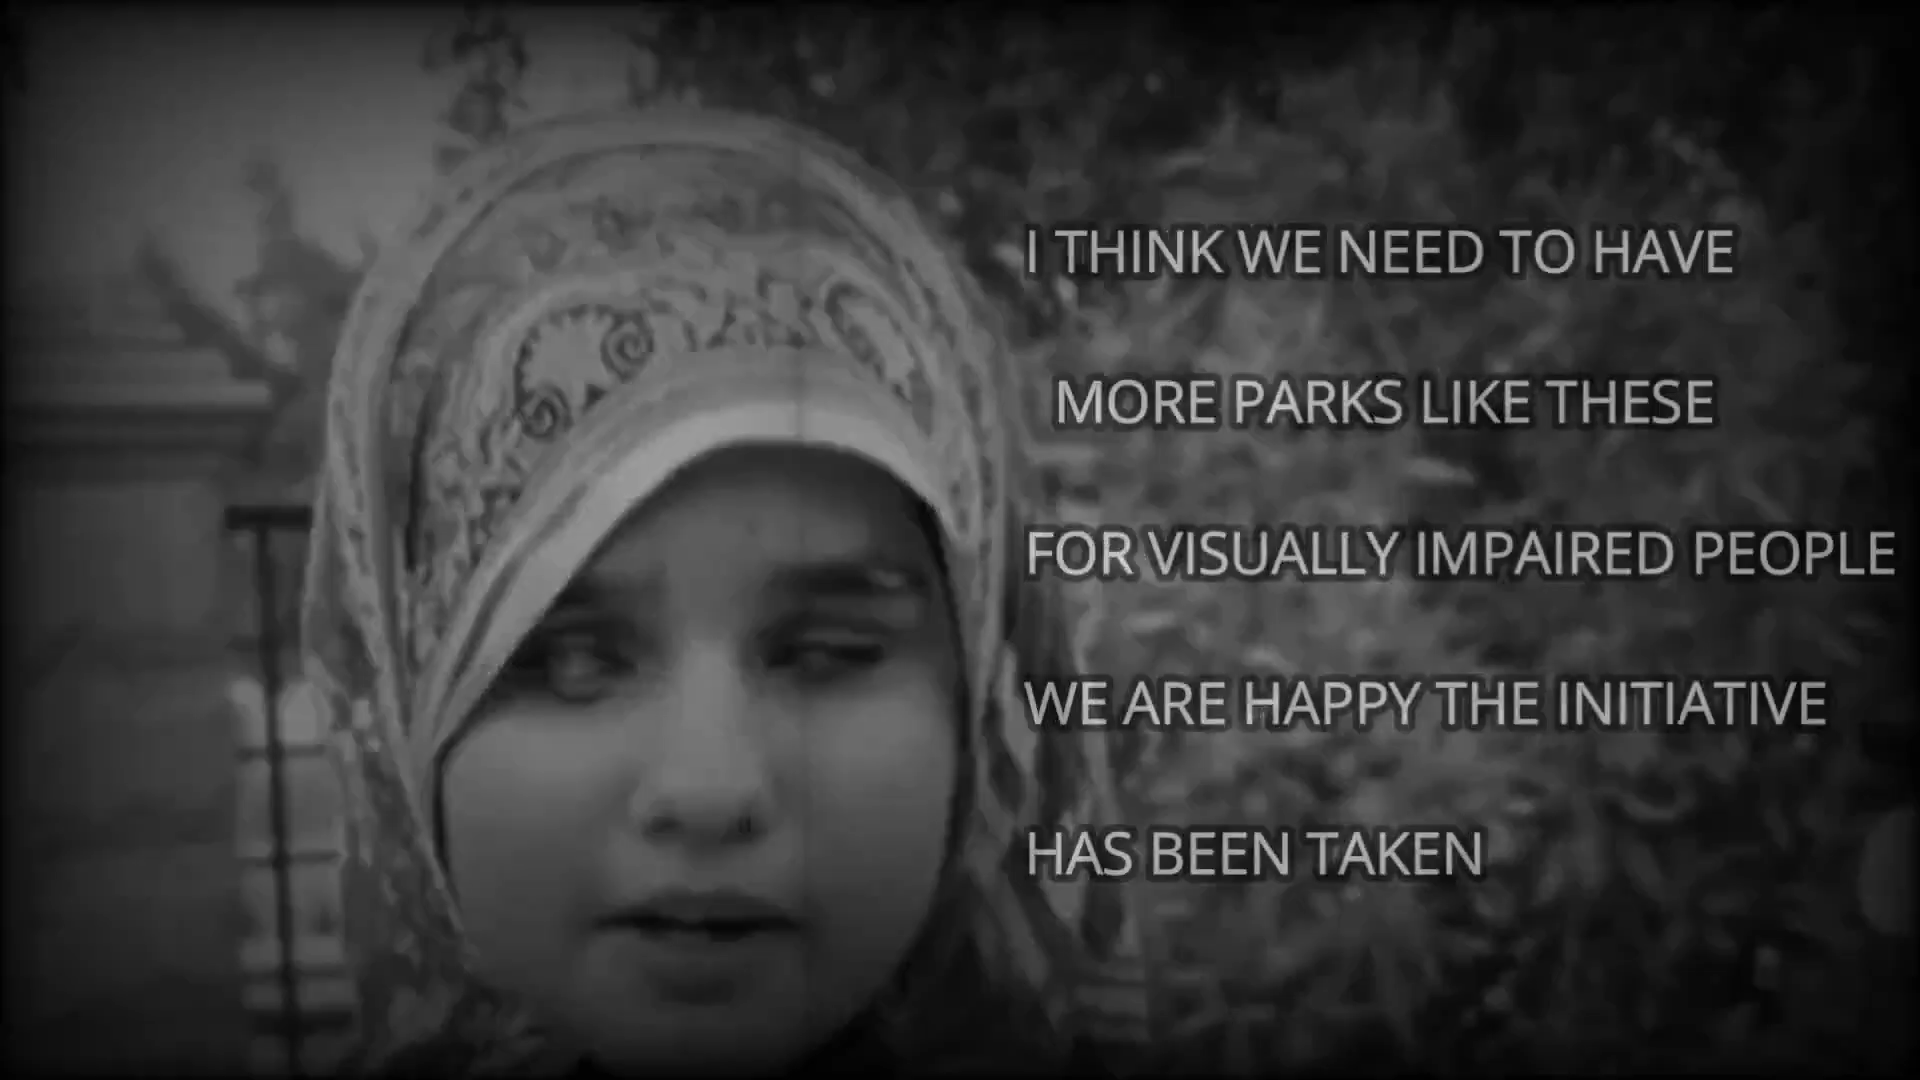 I THINK WE NEED TO HAVE
MORE PARKS LIKE THESE
FOR VISUALLY IMPAIRED PEOPLE
WE ARE HAPPY THE INITIATIVE
HAS BEEN TAKEN